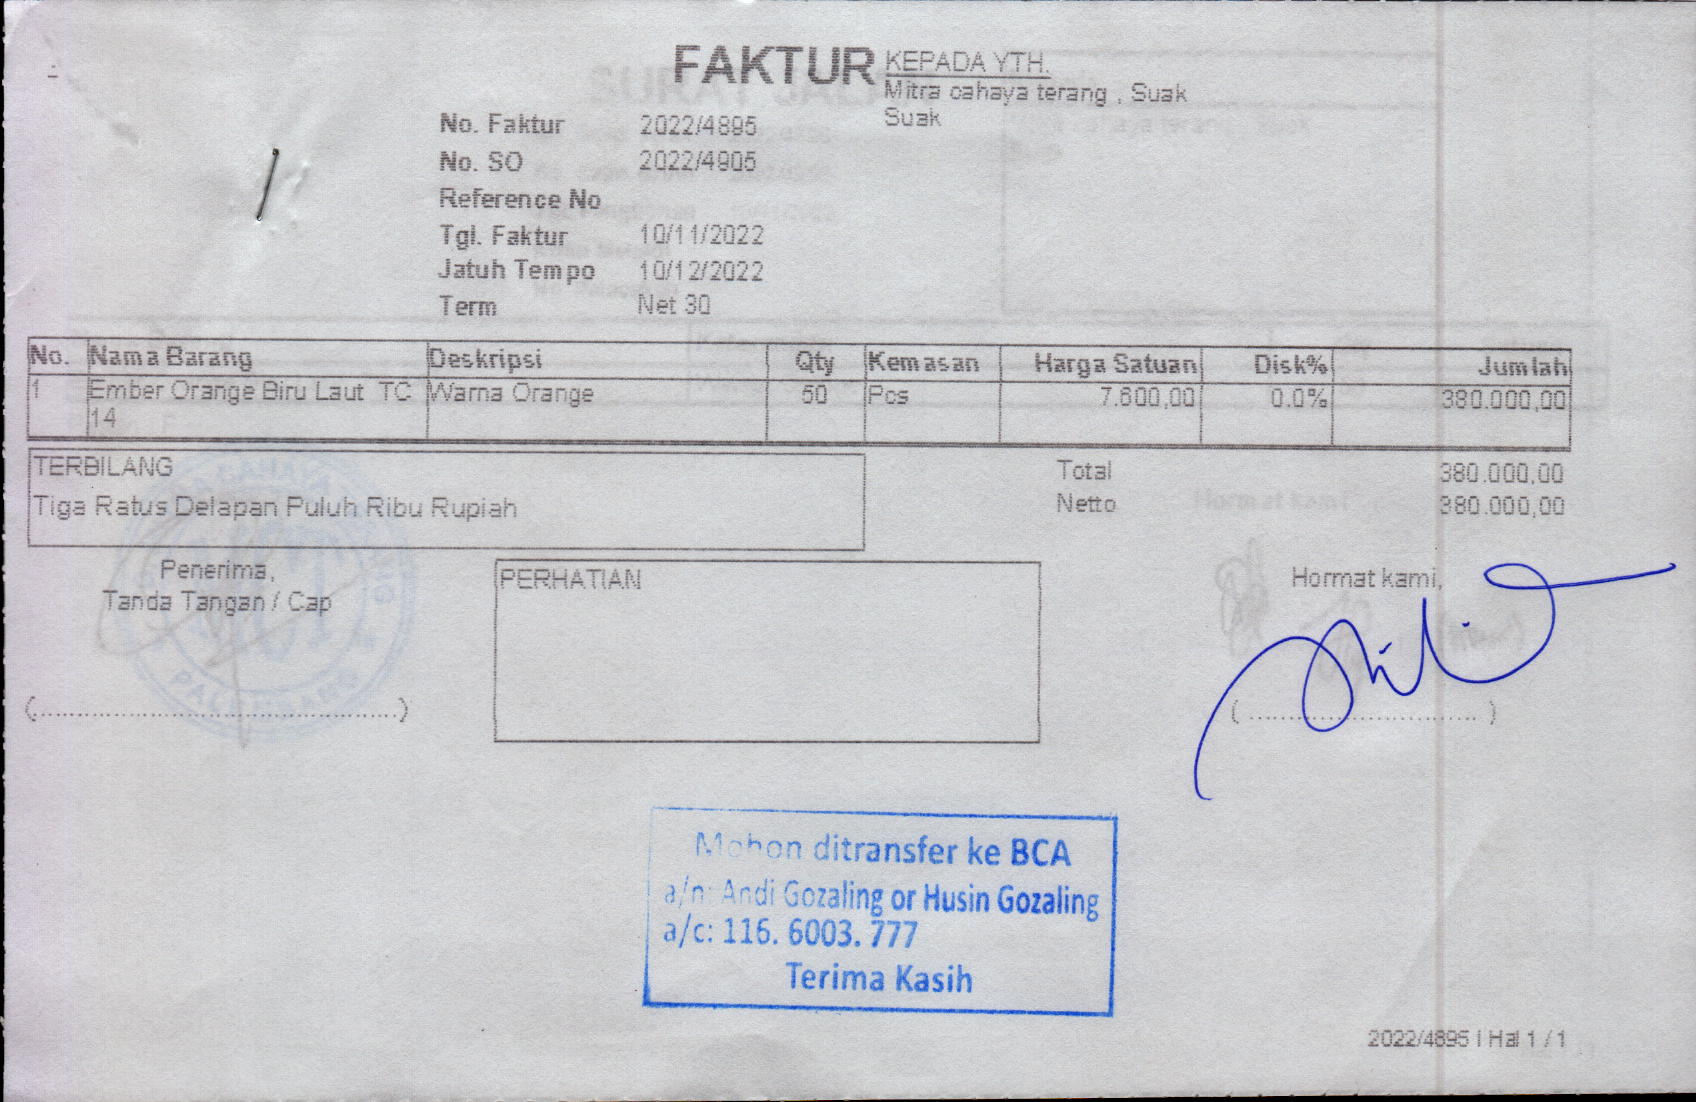 FAKTUR
KEPADA YTH.
Mitra cahaya terang , Suak
Suak
No. Faktur 2022/4895
No. SO 2022/4905
Reference No
Tgl. Faktur 10/11/2022
Jatuh Tempo 10/12/2022
Term Net 30
No. Nama Barang Deskripsi Qty Kemasan Harga Satuan Disk% Jumlah
1 Ember Orange Biru Laut TC Warna Orange 50 Pcs 7.600,00 0.0% 380.000,00
14
TERBILANG
Tiga Ratus Delapan Puluh Ribu Rupiah
Total 380.000,00
Netto 380.000,00
Penerima,
Tanda Tangan / Cap
PERHATIAN
Hormat kami,
(..................................................)
( ............................... )
PALEMBANG
Mohon ditransfer ke BCA
a/n: Andi Gozaling or Husin Gozaling
a/c: 116. 6003. 777
Terima Kasih
2022/4895 | Hal 1 / 1